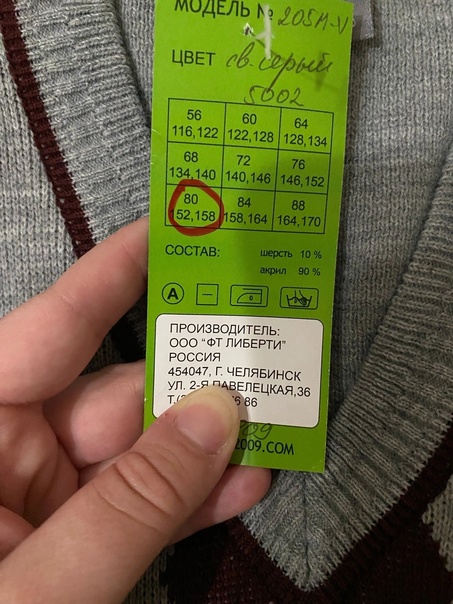 МОДЕЛЬ № 205М-V
ЦВЕТ св.серый
5002
56 60 64
116,122 122,128 128,134
68 72 76
134,140 140,146 146,152
80 84 88
152,158 158,164 164,170
СОСТАВ: шерсть 10 %
акрил 90 %
A
ПРОИЗВОДИТЕЛЬ:
ООО "ФТ ЛИБЕРТИ"
РОССИЯ
454047, Г. ЧЕЛЯБИНСК
УЛ. 2-Я ПАВЕЛЕЦКАЯ,36
86
2009.COM